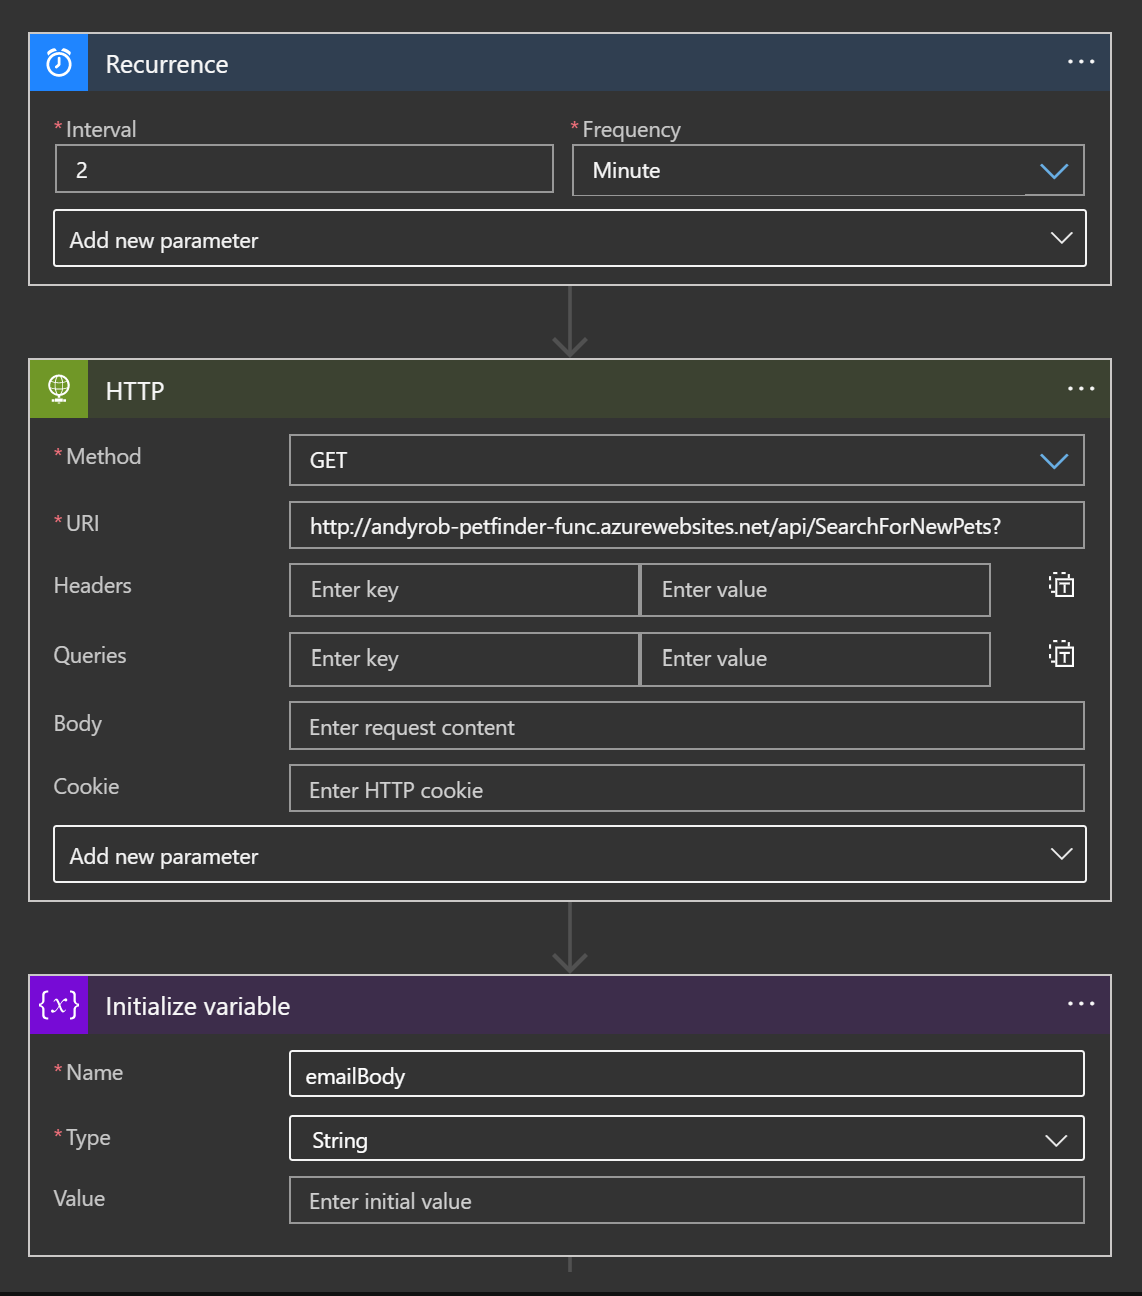 Recurrence
* Interval
* Frequency
2
Minute
Add new parameter
HTTP
* Method
GET
* URI
http://andyrob-petfinder-func.azurewebsites.net/api/SearchForNewPets?
Headers
Enter key
Enter value
T
Queries
Enter key
Enter value
T
Body
Enter request content
Cookie
Enter HTTP cookie
Add new parameter
{x}
Initialize variable
* Name
emailBody
* Type
String
Value
Enter initial value